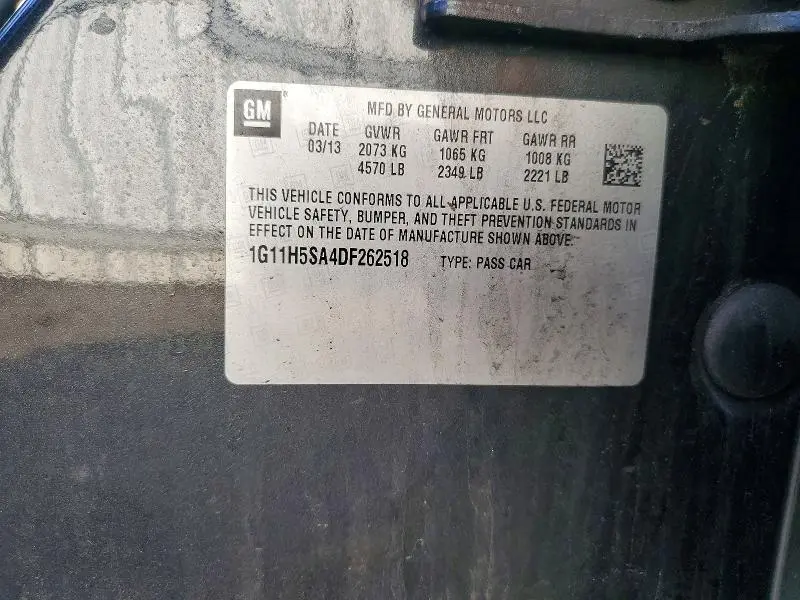 GM
MFD BY GENERAL MOTORS LLC
DATE GVWR GAWR FRT GAWR RR
03/13 2073 KG 1065 KG 1008 KG
4570 LB 2349 LB 2221 LB
THIS VEHICLE CONFORMS TO ALL APPLICABLE U.S. FEDERAL MOTOR
VEHICLE SAFETY, BUMPER, AND THEFT PREVENTION STANDARDS IN
EFFECT ON THE DATE OF MANUFACTURE SHOWN ABOVE.
1G11H5SA4DF262518 TYPE: PASS CAR